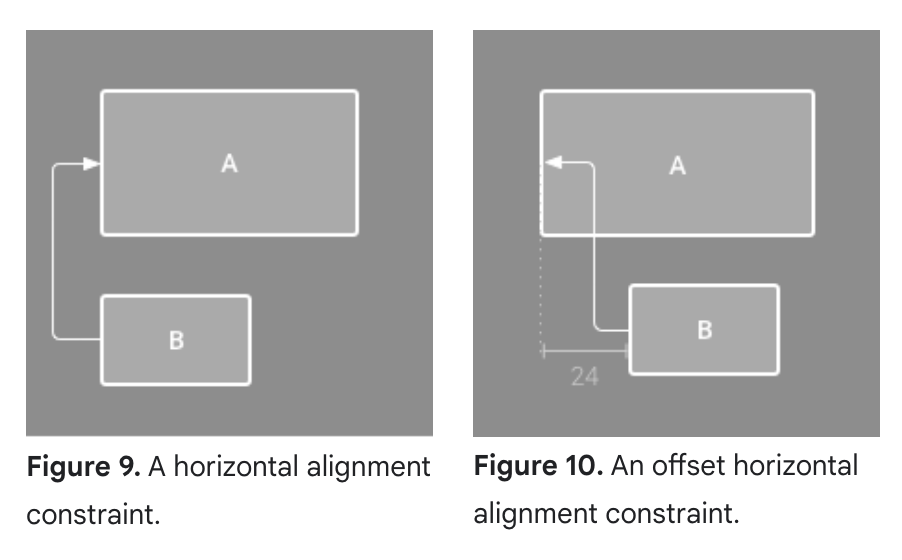 A
B
Figure 9. A horizontal alignment
constraint.
A
B
24
Figure 10. An offset horizontal
alignment constraint.